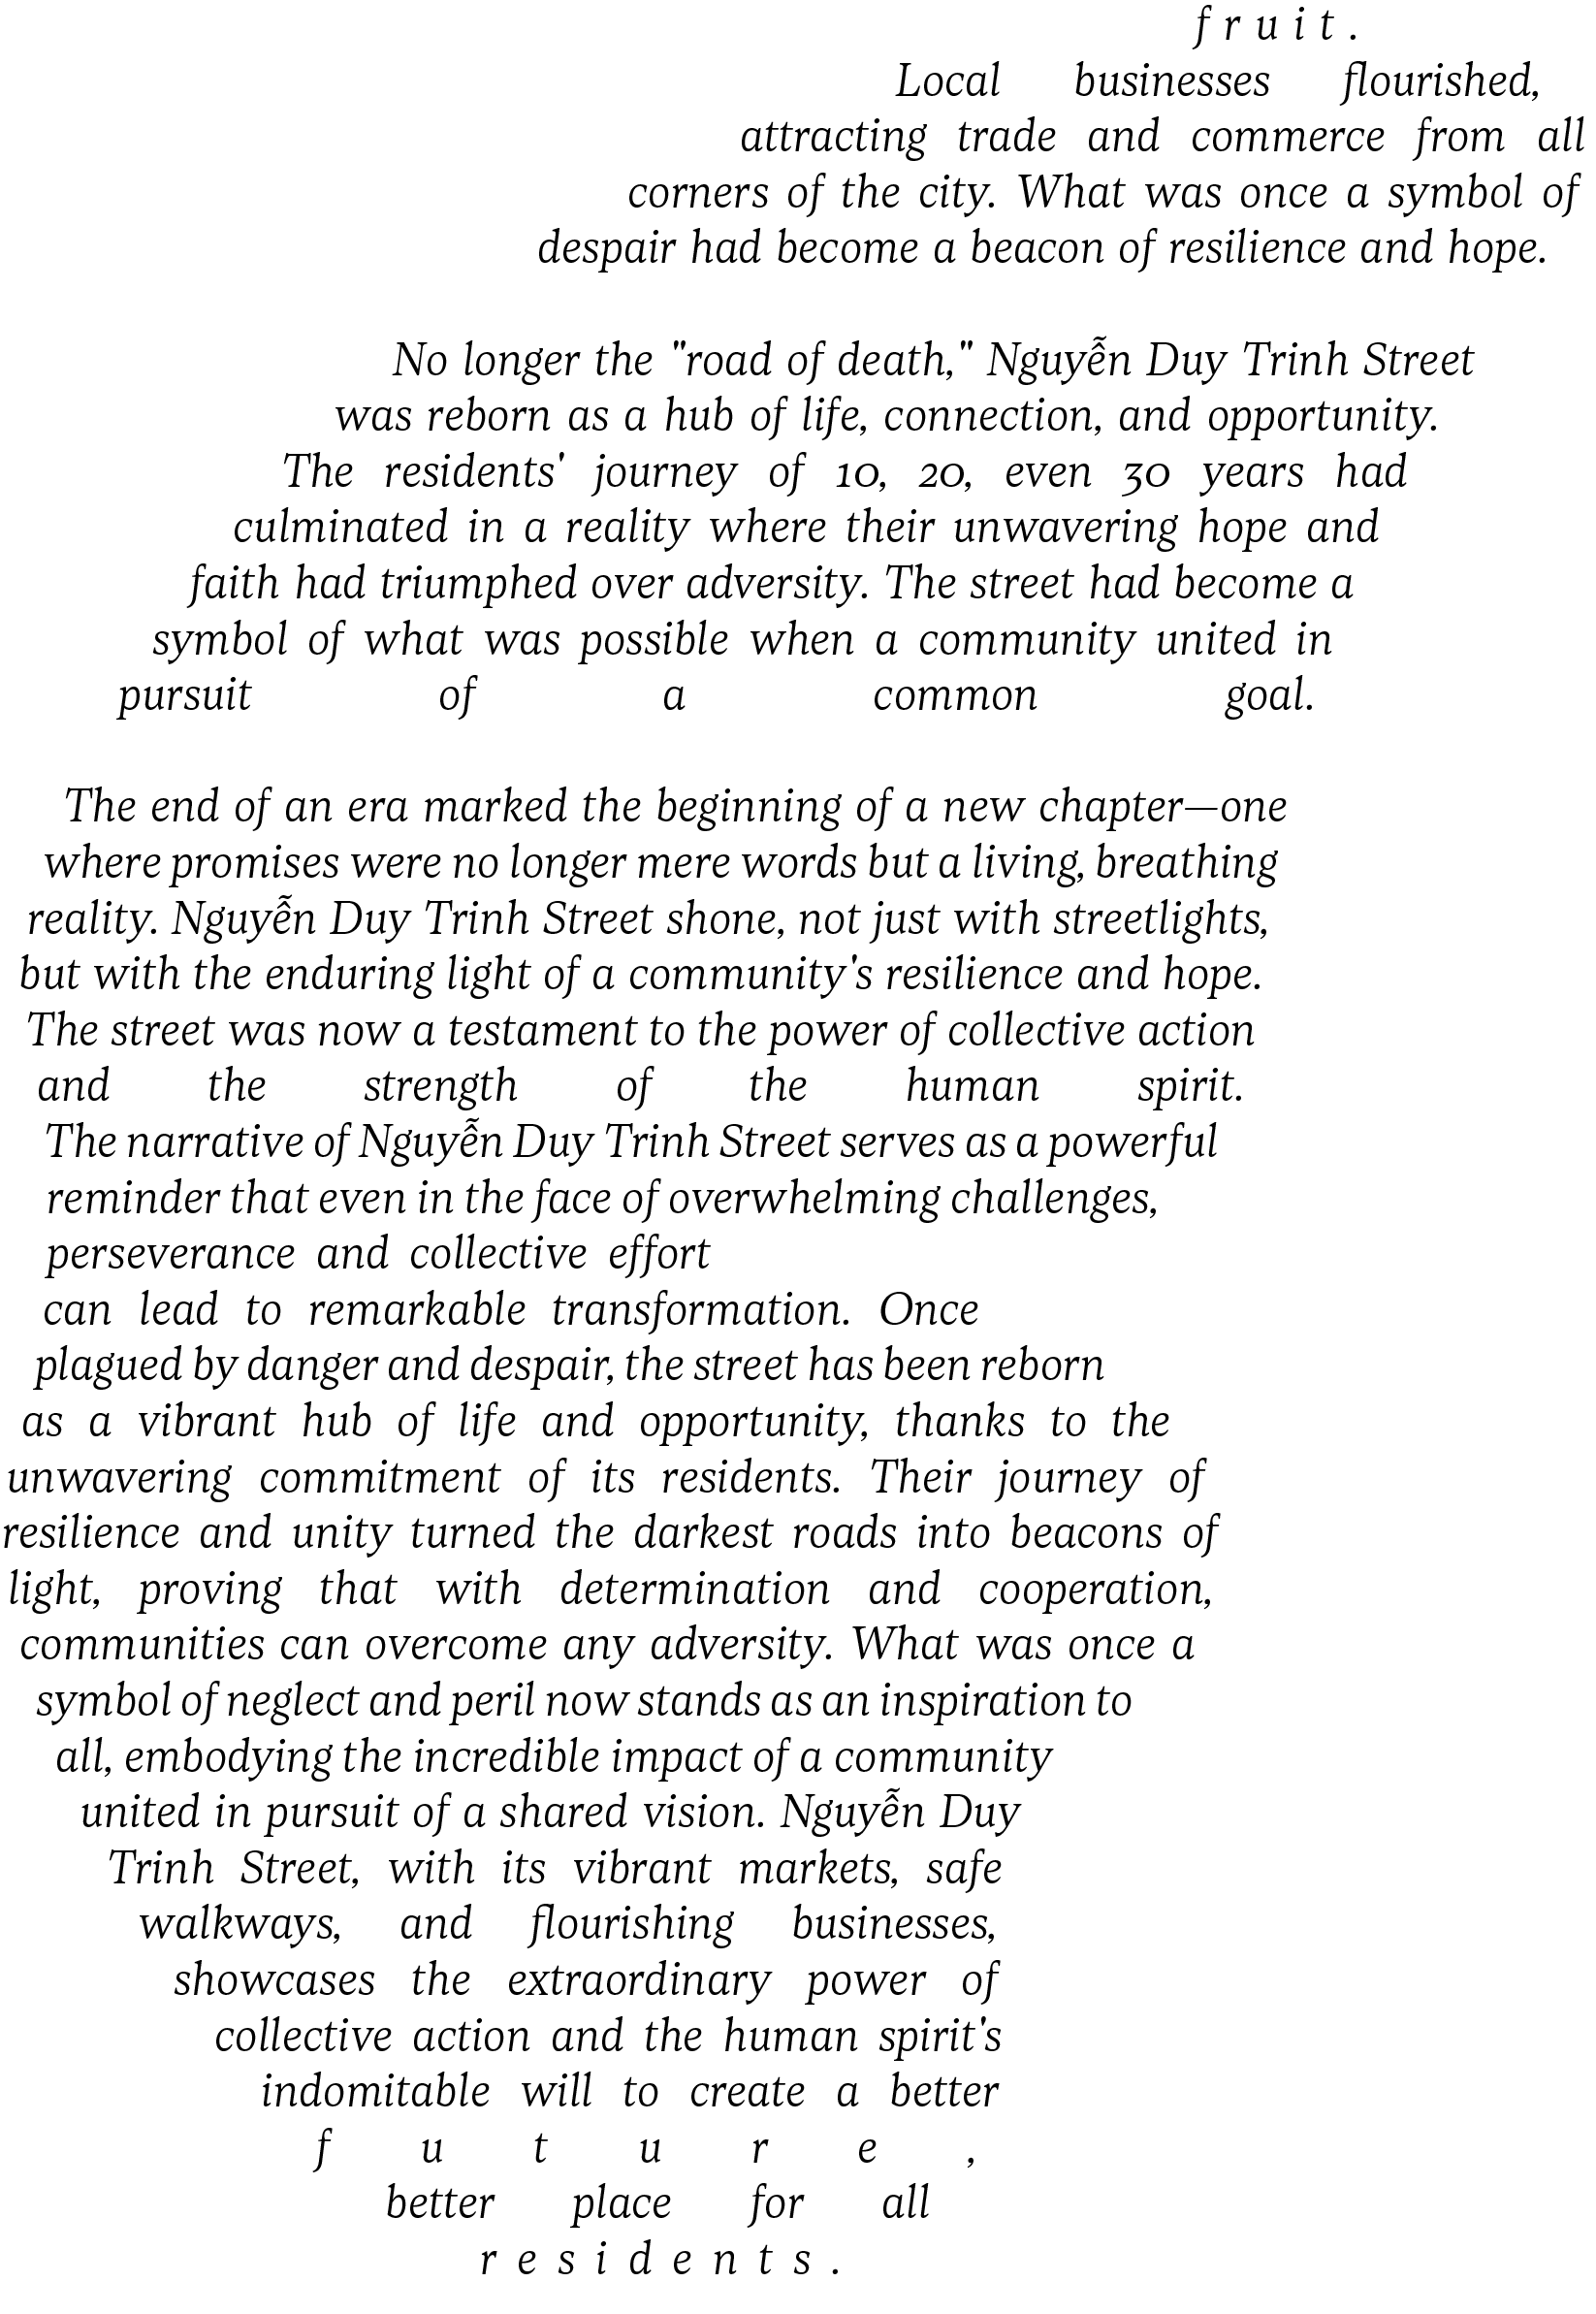 fruit.
Local businesses flourished,
attracting trade and commerce from all
corners of the city. What was once a symbol of
despair had become a beacon of resilience and hope.
No longer the "road of death," Nguyễn Duy Trinh Street
was reborn as a hub of life, connection, and opportunity.
The residents' journey of 10, 20, even 30 years had
culminated in a reality where their unwavering hope and
faith had triumphed over adversity. The street had become a
symbol of what was possible when a community united in
pursuit of a common goal.
The end of an era marked the beginning of a new chapter—one
where promises were no longer mere words but a living, breathing
reality. Nguyễn Duy Trinh Street shone, not just with streetlights,
but with the enduring light of a community's resilience and hope.
The street was now a testament to the power of collective action
and the strength of the human spirit.
The narrative of Nguyễn Duy Trinh Street serves as a powerful
reminder that even in the face of overwhelming challenges,
perseverance and collective effort
can lead to remarkable transformation. Once
plagued by danger and despair, the street has been reborn
as a vibrant hub of life and opportunity, thanks to the
unwavering commitment of its residents. Their journey of
resilience and unity turned the darkest roads into beacons of
light, proving that with determination and cooperation,
communities can overcome any adversity. What was once a
symbol of neglect and peril now stands as an inspiration to
all, embodying the incredible impact of a community
united in pursuit of a shared vision. Nguyễn Duy
Trinh Street, with its vibrant markets, safe
walkways, and flourishing businesses,
showcases the extraordinary power of
collective action and the human spirit's
indomitable will to create a better
future,
better place for all
residents.